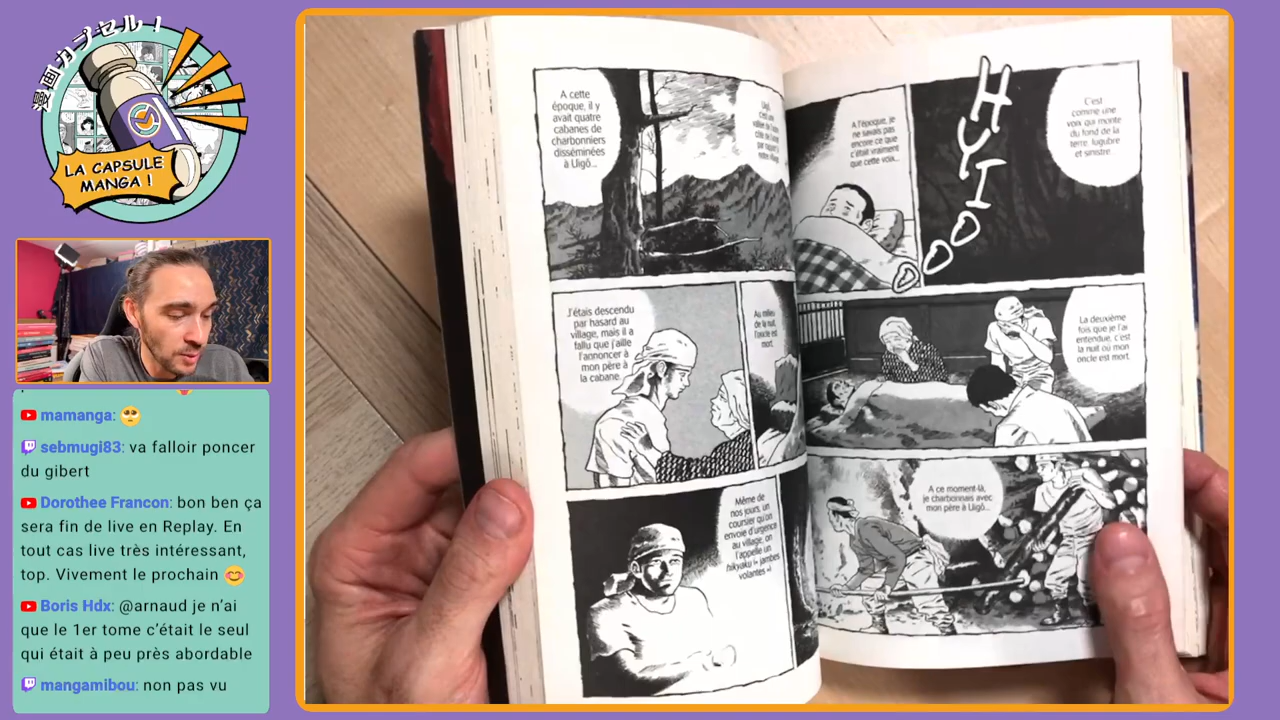 漫画カプセル！
LA CAPSULE
MANGA !
mamanga: 🥺
sebmugi83: va falloir poncer
du gibert
Dorothee Francon: bon ben ça
sera fin de live en Replay. En
tout cas live très intéressant,
top. Vivement le prochain 😊
Boris Hdx: @arnaud je n’ai
que le 1er tome c’était le seul
qui était à peu près abordable
mangamibou: non pas vu
A cette
époque, il y
avait quatre
cabanes de
charbonniers
disséminées
à Uigô...
Uigô,
c'est une
J'étais descendu
par hasard au
village, mais il a
fallu que j'aille
l'annoncer à
mon père à
la cabane.
Au milieu
de la nuit,
l'oncle est
mort.
Même de
nos jours, un
coursier qu'on
envoie d'urgence
au village, on
l'appelle un
hikyaku (« jambes
volantes »)
C'est
comme une
voix qui monte
du fond de la
terre, lugubre
et sinistre...
HYIOOO
A l'époque, je
ne savais pas
encore ce que
c'était vraiment
que cette voix...
La deuxième
fois que je l'ai
entendue, c'est
la nuit où mon
oncle est mort.
A ce moment-là,
je charbonnais avec
mon père à Uigô...